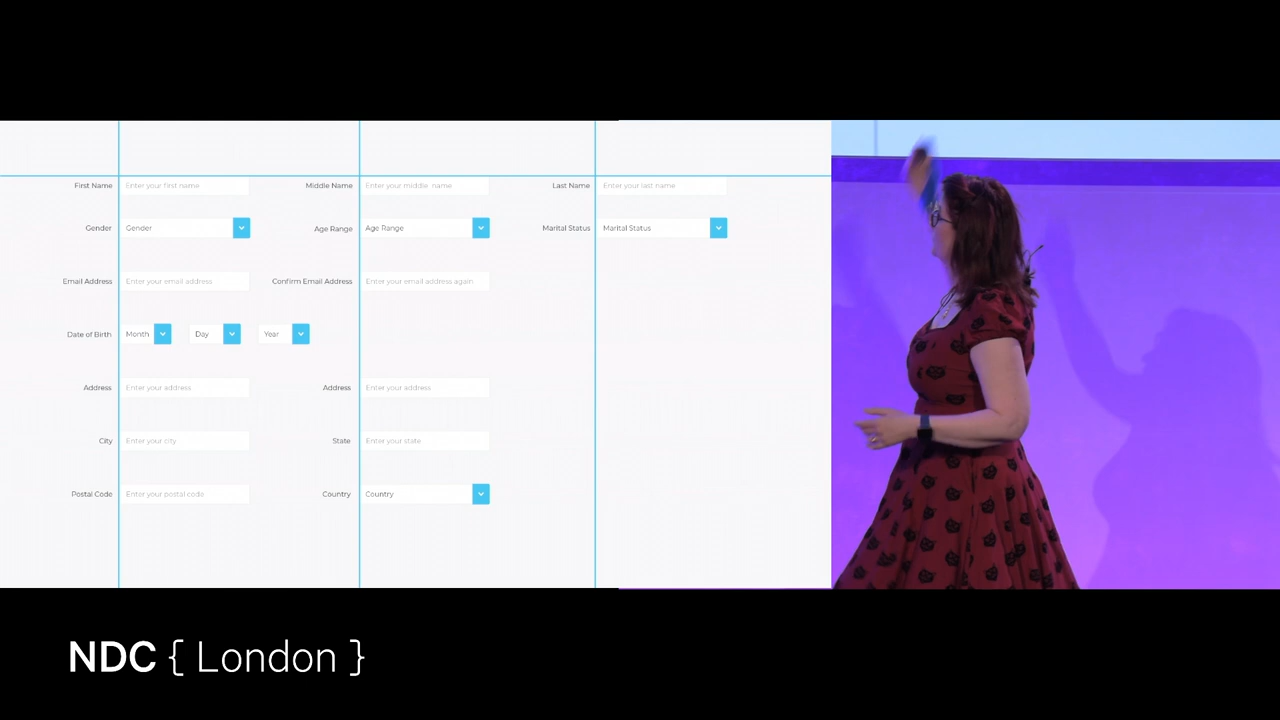 First Name Enter your first name Middle Name Enter your middle name Last Name Enter your last name
Gender Gender Age Range Age Range Marital Status Marital Status
Email Address Enter your email address Confirm Email Address Enter your email address again
Date of Birth Month Day Year
Address Enter your address Address Enter your address
City Enter your city State Enter your state
Postal Code Enter your postal code Country Country
NDC { London }